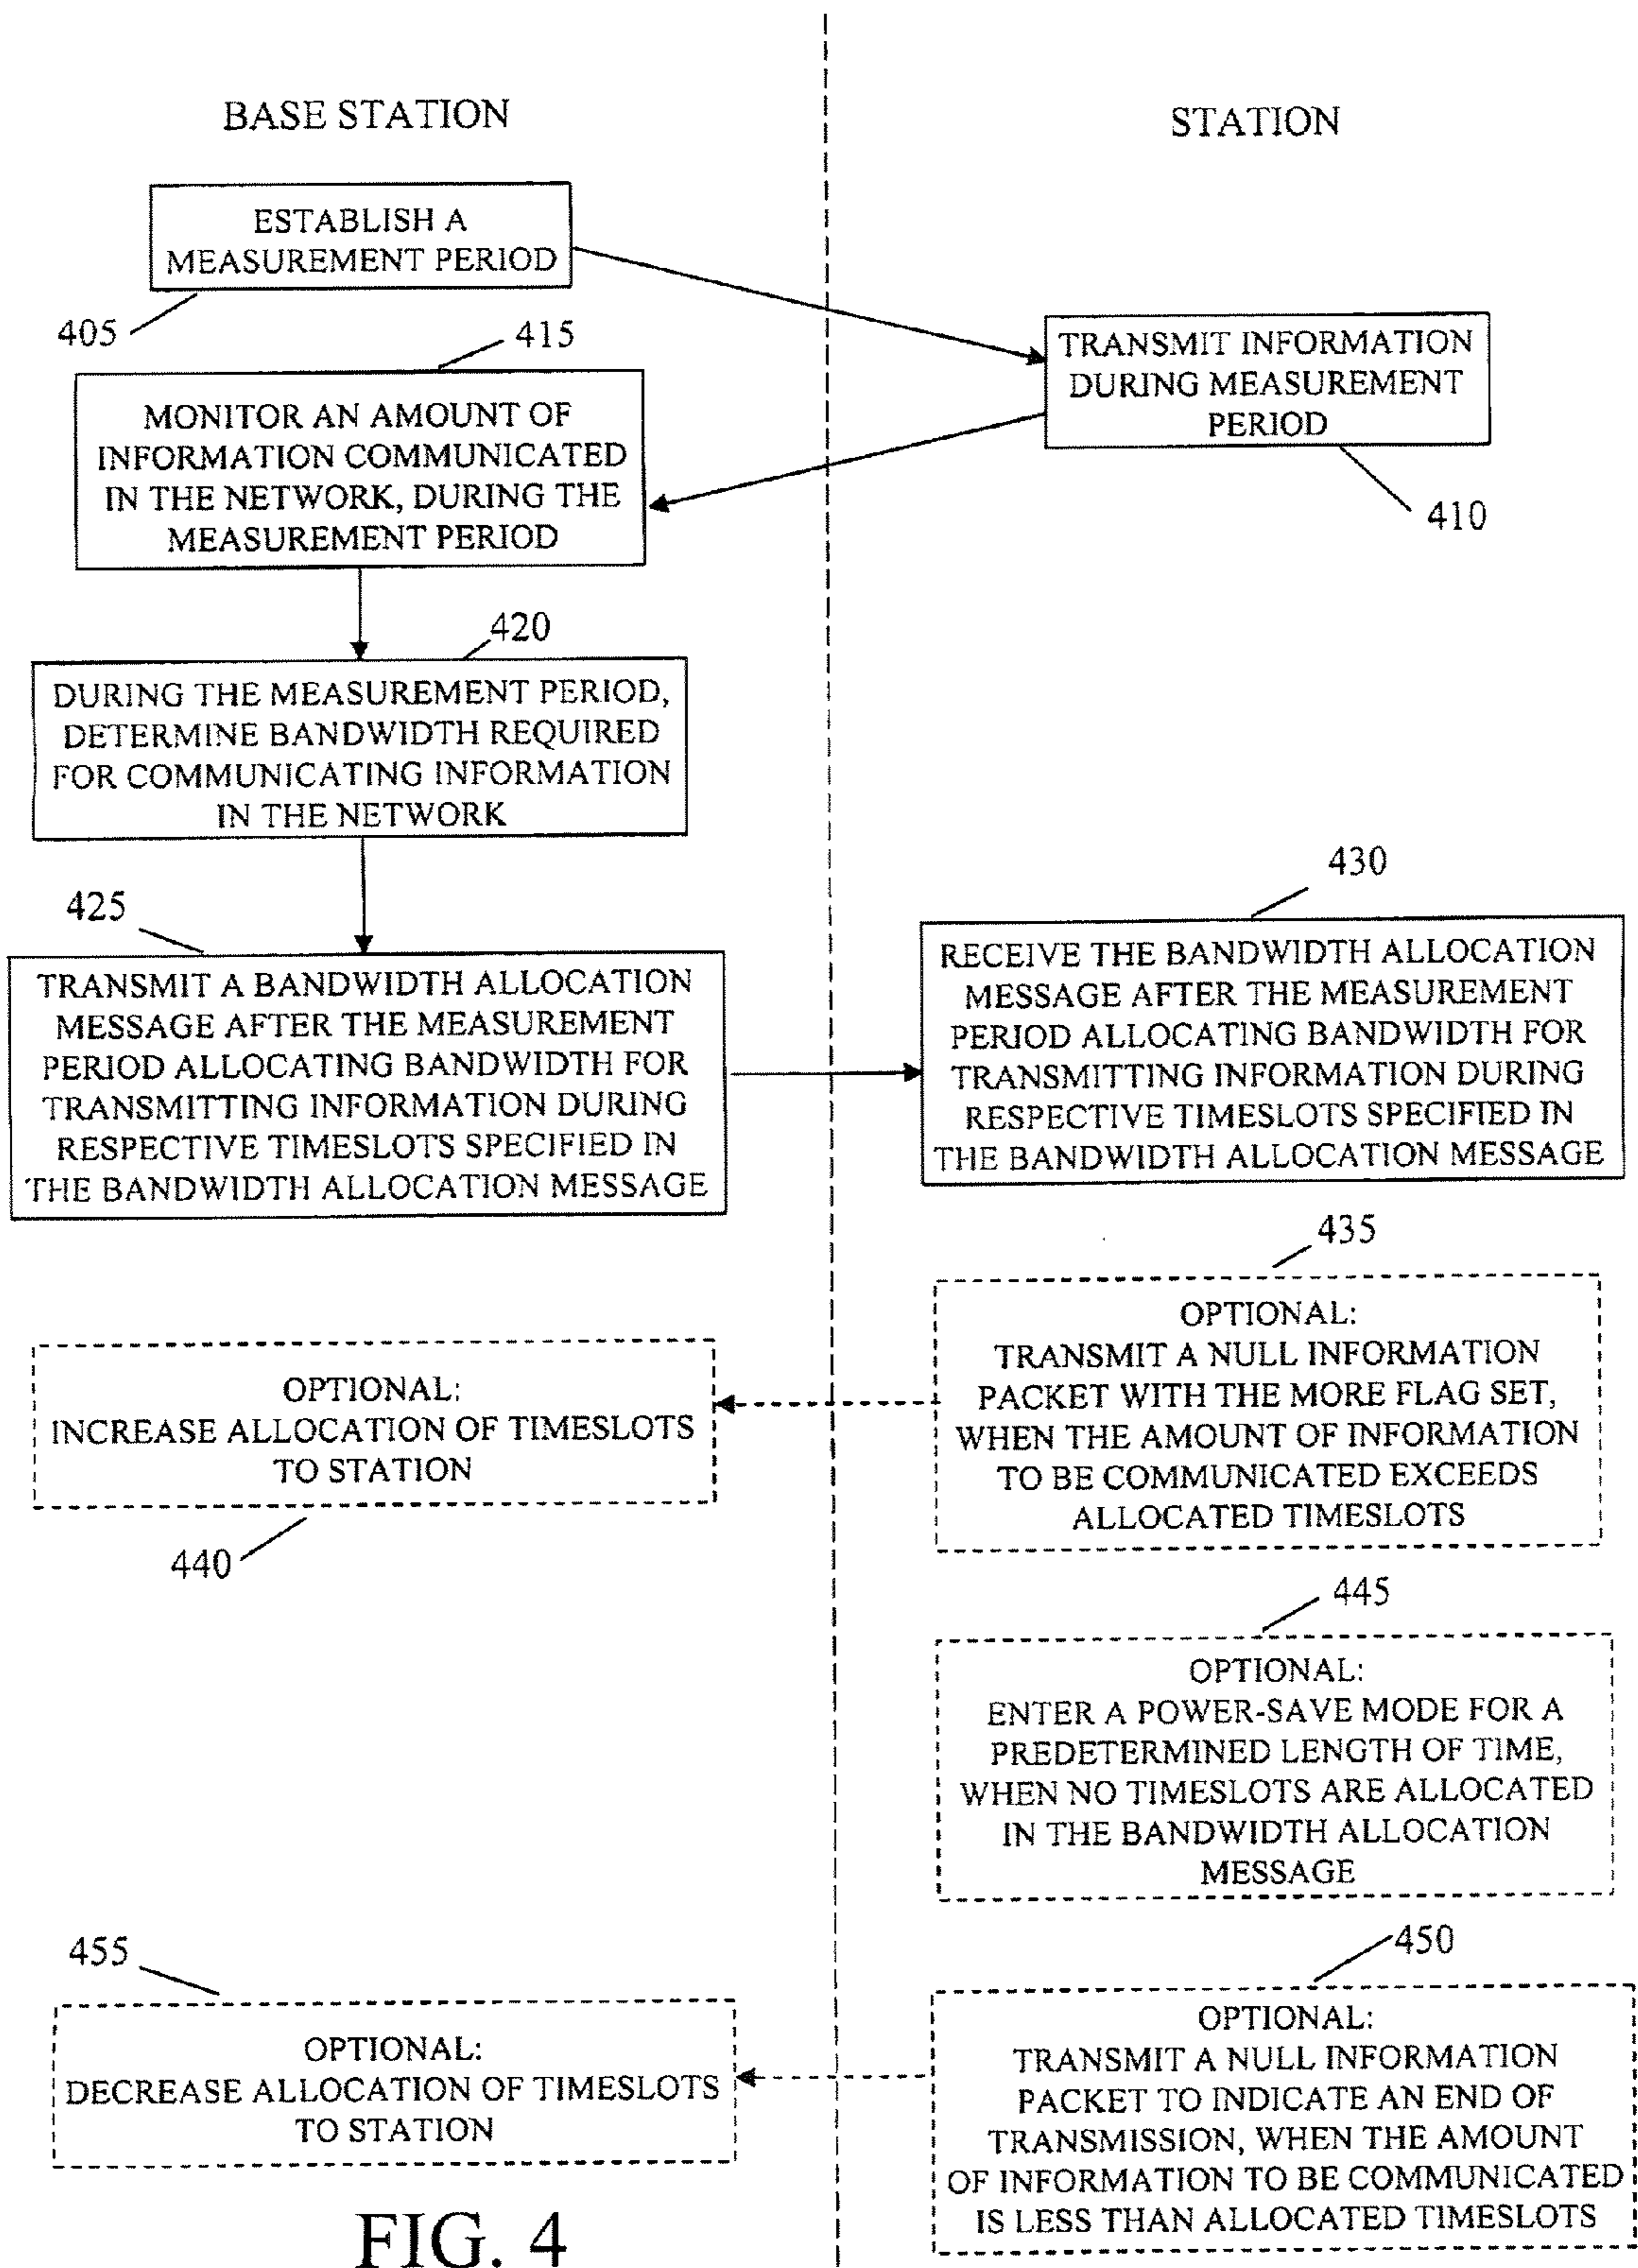 BASE STATION
STATION
ESTABLISH A
MEASUREMENT PERIOD
405
TRANSMIT INFORMATION
DURING MEASUREMENT
PERIOD
410
415
MONITOR AN AMOUNT OF
INFORMATION COMMUNICATED
IN THE NETWORK, DURING THE
MEASUREMENT PERIOD
420
DURING THE MEASUREMENT PERIOD,
DETERMINE BANDWIDTH REQUIRED
FOR COMMUNICATING INFORMATION
IN THE NETWORK
425
TRANSMIT A BANDWIDTH ALLOCATION
MESSAGE AFTER THE MEASUREMENT
PERIOD ALLOCATING BANDWIDTH FOR
TRANSMITTING INFORMATION DURING
RESPECTIVE TIMESLOTS SPECIFIED IN
THE BANDWIDTH ALLOCATION MESSAGE
430
RECEIVE THE BANDWIDTH ALLOCATION
MESSAGE AFTER THE MEASUREMENT
PERIOD ALLOCATING BANDWIDTH FOR
TRANSMITTING INFORMATION DURING
RESPECTIVE TIMESLOTS SPECIFIED IN
THE BANDWIDTH ALLOCATION MESSAGE
435
OPTIONAL:
TRANSMIT A NULL INFORMATION
PACKET WITH THE MORE FLAG SET,
WHEN THE AMOUNT OF INFORMATION
TO BE COMMUNICATED EXCEEDS
ALLOCATED TIMESLOTS
OPTIONAL:
INCREASE ALLOCATION OF TIMESLOTS
TO STATION
440
445
OPTIONAL:
ENTER A POWER-SAVE MODE FOR A
PREDETERMINED LENGTH OF TIME,
WHEN NO TIMESLOTS ARE ALLOCATED
IN THE BANDWIDTH ALLOCATION
MESSAGE
450
OPTIONAL:
TRANSMIT A NULL INFORMATION
PACKET TO INDICATE AN END OF
TRANSMISSION, WHEN THE AMOUNT
OF INFORMATION TO BE COMMUNICATED
IS LESS THAN ALLOCATED TIMESLOTS
455
OPTIONAL:
DECREASE ALLOCATION OF TIMESLOTS
TO STATION
FIG. 4